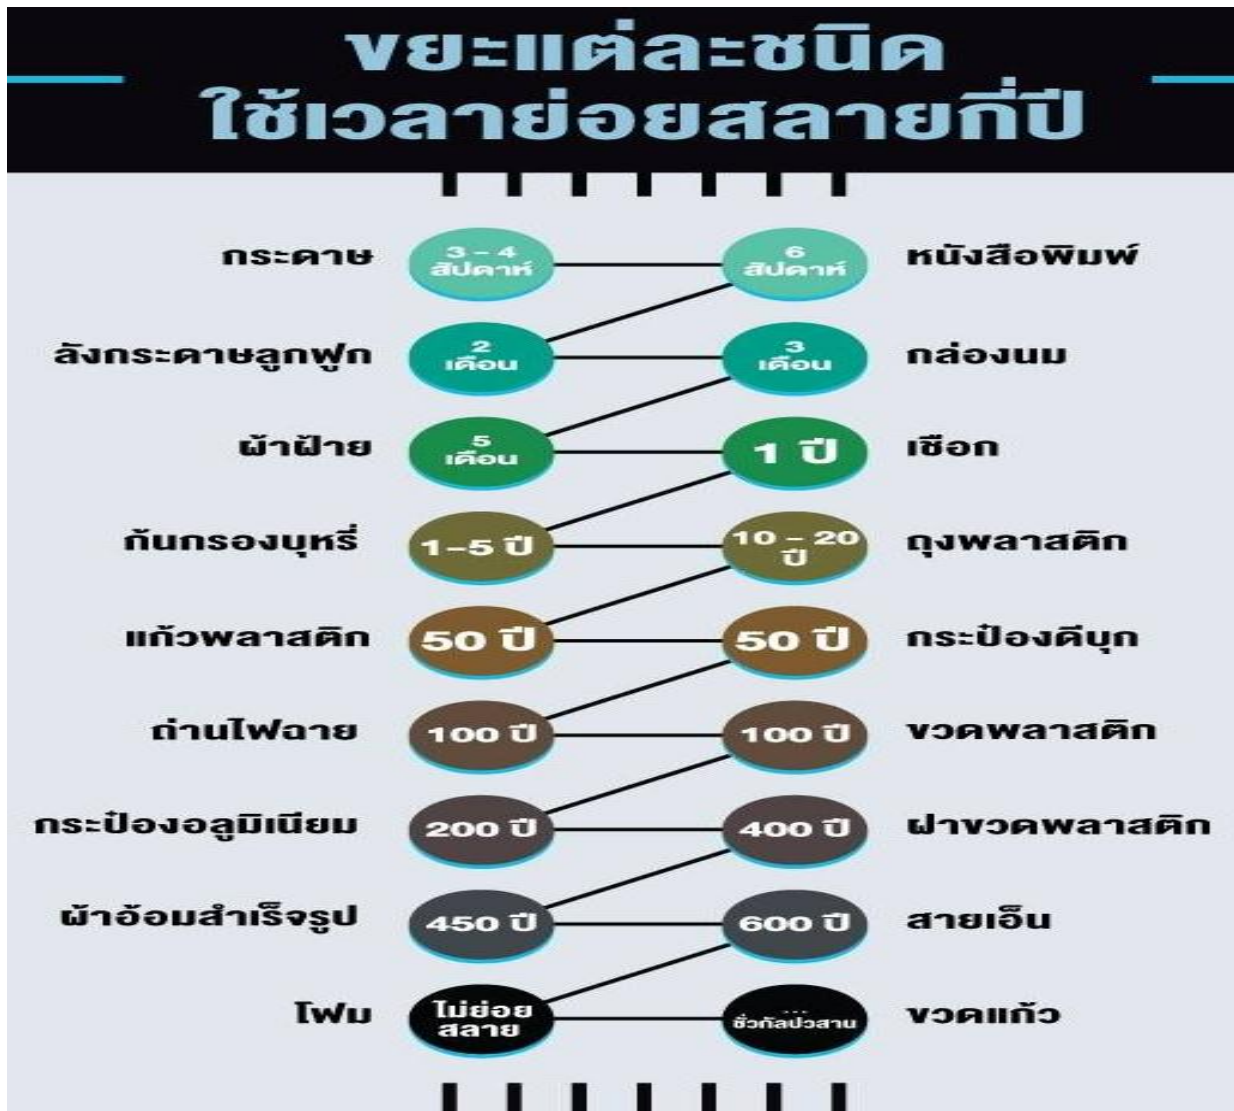 ขยะแต่ละชนิด
ใช้เวลาย่อยสลายกี่ปี
กระดาษ
3 - 4
สัปดาห์
6
สัปดาห์
หนังสือพิมพ์
ลังกระดาษลูกฟูก
2
เดือน
3
เดือน
กล่องนม
ผ้าฝ้าย
5
เดือน
1 ปี
เชือก
ก้นกรองบุหรี่
1-5 ปี
10 - 20
ปี
ถุงพลาสติก
แก้วพลาสติก
50 ปี
50 ปี
กระป๋องดีบุก
ถ่านไฟฉาย
100 ปี
100 ปี
ขวดพลาสติก
กระป๋องอลูมิเนียม
200 ปี
400 ปี
ฝาขวดพลาสติก
ผ้าอ้อมสำเร็จรูป
450 ปี
600 ปี
สายเอ็น
โฟม
ไม่ย่อย
สลาย
...
ชั่วกัลปวสาน
ขวดแก้ว